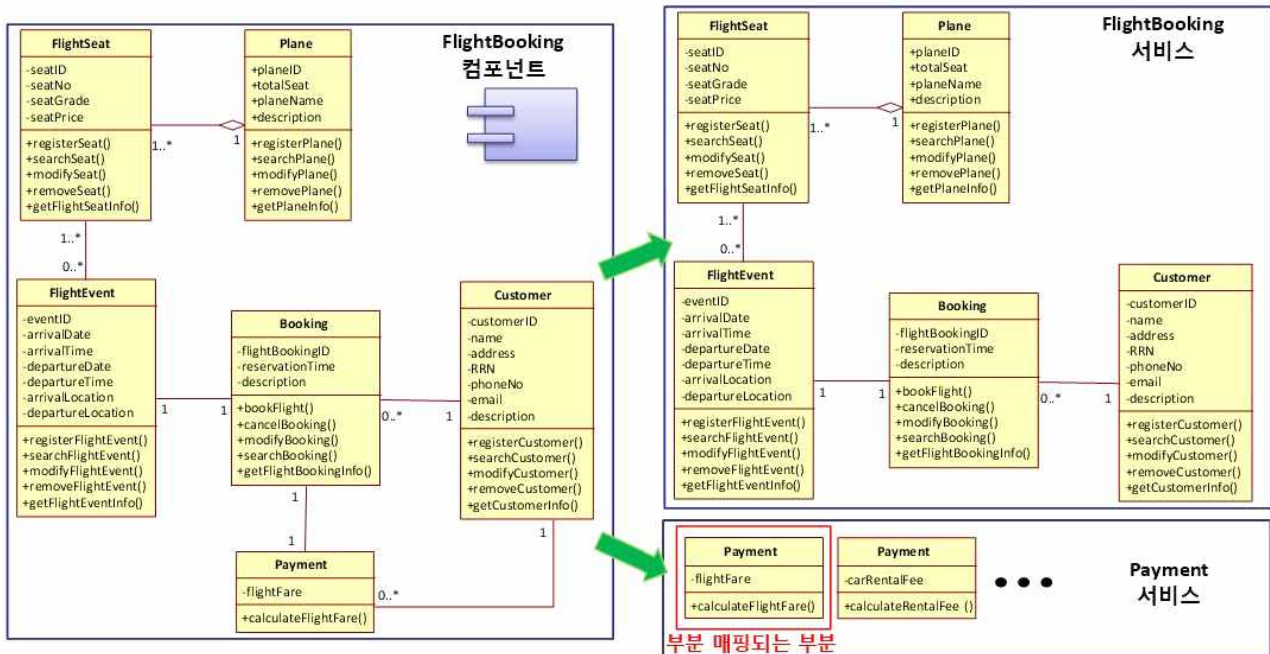 FlightSeat
-seatID
-seatNo
-seatGrade
-seatPrice
+registerSeat()
+searchSeat()
+modifySeat()
+removeSeat()
+getFlightSeatInfo()
Plane
+planeID
+totalSeat
+planeName
+description
+registerPlane()
+searchPlane()
+modifyPlane()
+removePlane()
+getPlaneInfo()
1..*
1
FlightBooking
컴포넌트
1..*
0..*
FlightEvent
-eventID
-arrivalDate
-arrivalTime
-departureDate
-departureTime
-arrivalLocation
-departureLocation
+registerFlightEvent()
+searchFlightEvent()
+modifyFlightEvent()
+removeFlightEvent()
+getFlightEventInfo()
1
1
Booking
-flightBookingID
-reservationTime
-description
+bookFlight()
+cancelBooking()
+modifyBooking()
+searchBooking()
+getFlightBookingInfo()
0..*
1
Customer
-customerID
-name
-address
-RRN
-phoneNo
-email
-description
+registerCustomer()
+searchCustomer()
+modifyCustomer()
+removeCustomer()
+getCustomerInfo()
1
1
1
0..*
Payment
-flightFare
+calculateFlightFare()
FlightSeat
-seatID
-seatNo
-seatGrade
-seatPrice
+registerSeat()
+searchSeat()
+modifySeat()
+removeSeat()
+getFlightSeatInfo()
Plane
+planeID
+totalSeat
+planeName
+description
+registerPlane()
+searchPlane()
+modifyPlane()
+removePlane()
+getPlaneInfo()
1..*
1
FlightBooking
서비스
1..*
0..*
FlightEvent
-eventID
-arrivalDate
-arrivalTime
-departureDate
-departureTime
-arrivalLocation
-departureLocation
+registerFlightEvent()
+searchFlightEvent()
+modifyFlightEvent()
+removeFlightEvent()
+getFlightEventInfo()
1
1
Booking
-flightBookingID
-reservationTime
-description
+bookFlight()
+cancelBooking()
+modifyBooking()
+searchBooking()
+getFlightBookingInfo()
0..*
1
Customer
-customerID
-name
-address
-RRN
-phoneNo
-email
-description
+registerCustomer()
+searchCustomer()
+modifyCustomer()
+removeCustomer()
+getCustomerInfo()
Payment
-flightFare
+calculateFlightFare()
Payment
-carRentalFee
+calculateRentalFee ()
Payment
서비스
부분 매핑되는 부분